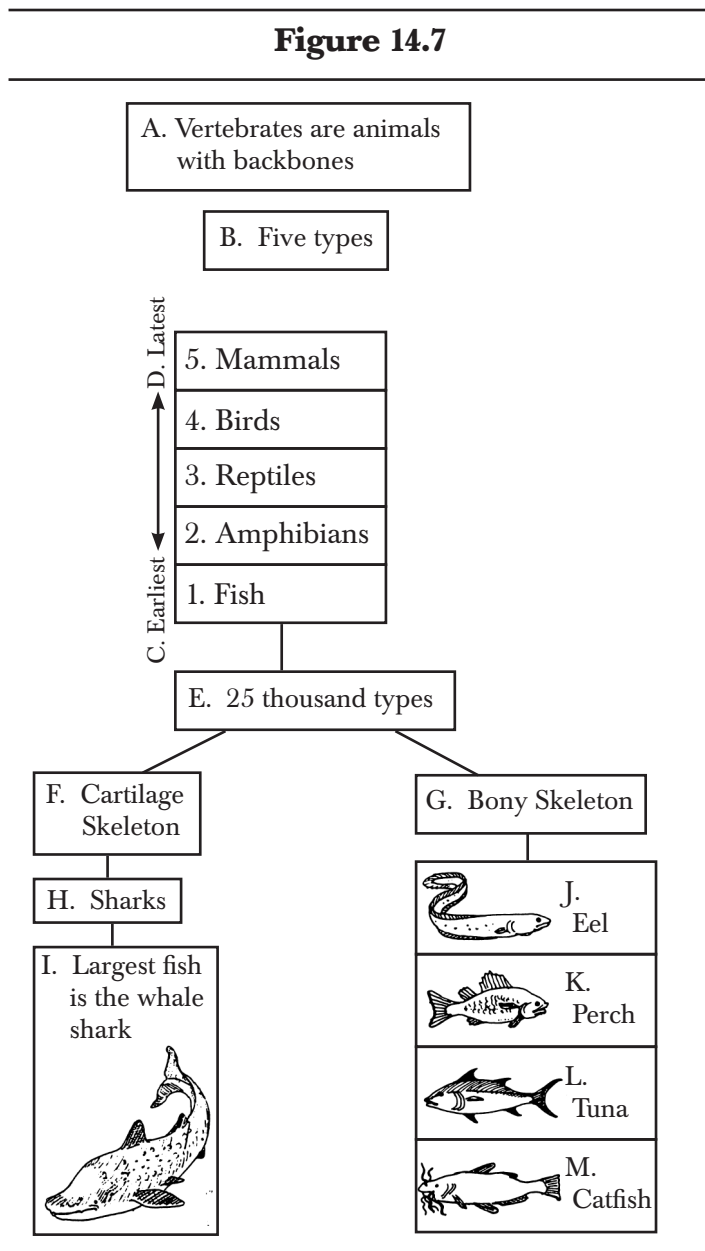 Figure 14.7
A. Vertebrates are animals
with backbones
B. Five types
D. Latest
C. Earliest
5. Mammals
4. Birds
3. Reptiles
2. Amphibians
1. Fish
E. 25 thousand types
F. Cartilage
Skeleton
G. Bony Skeleton
H. Sharks
I. Largest fish
is the whale
shark
J.
Eel
K.
Perch
L.
Tuna
M.
Catfish